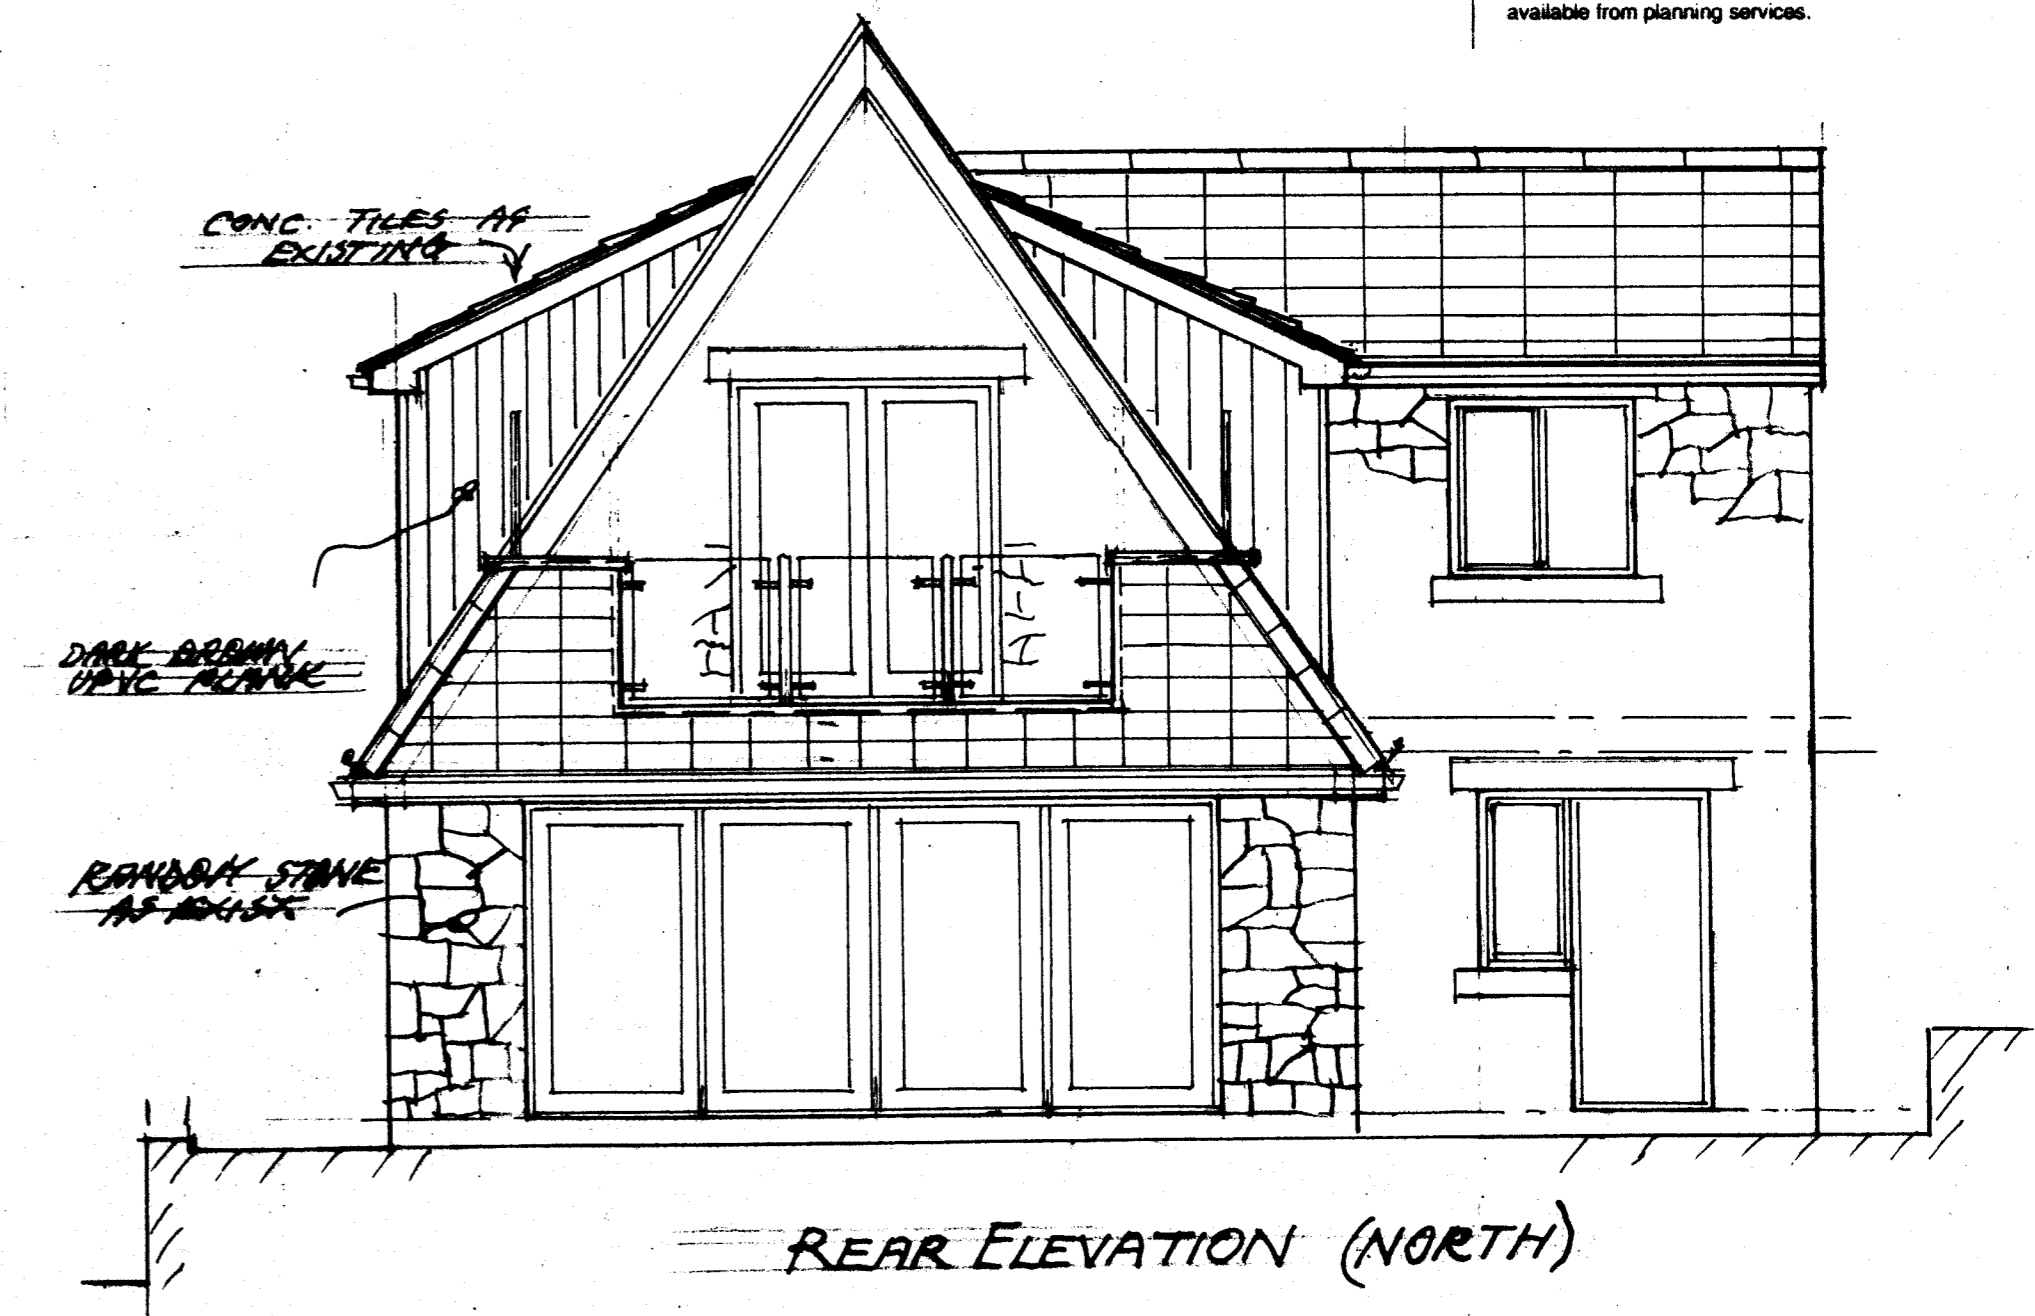 available from planning services.
CONC. TILES AS
EXISTING
DARK BROWN
UPVC PLANK
RANDOM STONE
AS EXIST.
REAR ELEVATION (NORTH)